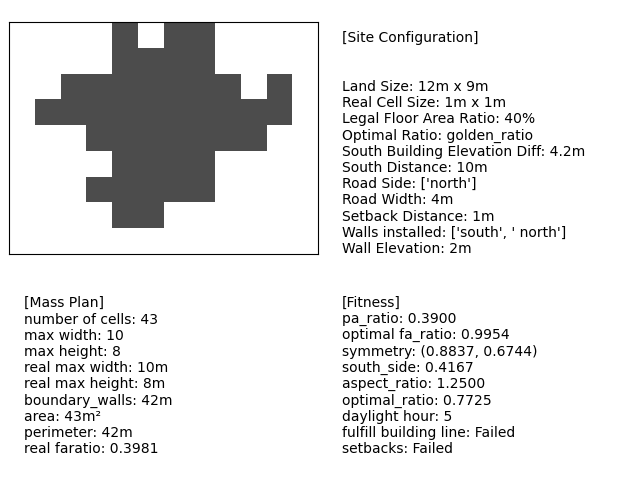 [Site Configuration]
Land Size: 12m x 9m
Real Cell Size: 1m x 1m
Legal Floor Area Ratio: 40%
Optimal Ratio: golden_ratio
South Building Elevation Diff: 4.2m
South Distance: 10m
Road Side: ['north']
Road Width: 4m
Setback Distance: 1m
Walls installed: ['south', ' north']
Wall Elevation: 2m
[Mass Plan]
number of cells: 43
max width: 10
max height: 8
real max width: 10m
real max height: 8m
boundary_walls: 42m
area: 43m²
perimeter: 42m
real faratio: 0.3981
[Fitness]
pa_ratio: 0.3900
optimal fa_ratio: 0.9954
symmetry: (0.8837, 0.6744)
south_side: 0.4167
aspect_ratio: 1.2500
optimal_ratio: 0.7725
daylight hour: 5
fulfill building line: Failed
setbacks: Failed